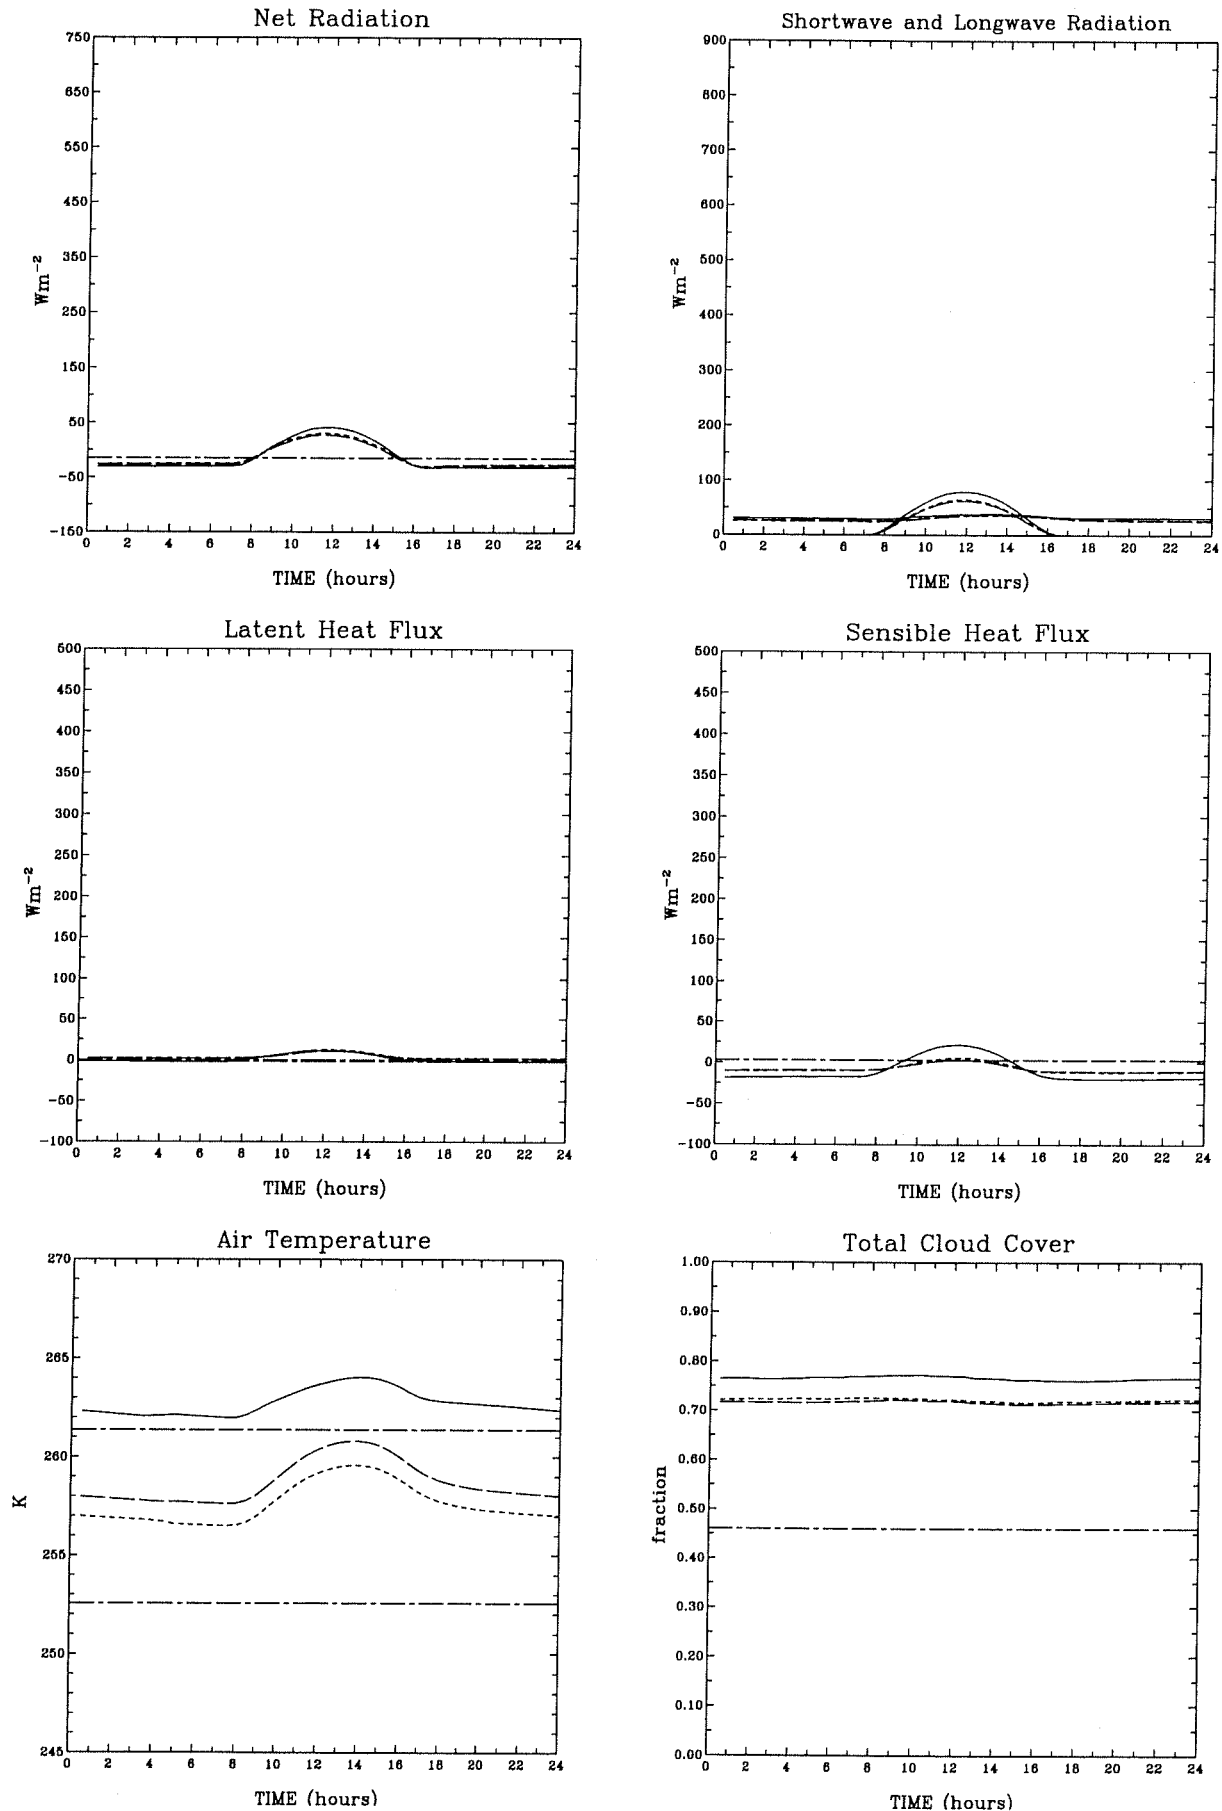 Net Radiation
750
650
550
450
350
250
150
50
-50
-150
Wm-2
0 2 4 6 8 10 12 14 16 18 20 22 24
TIME (hours)
Shortwave and Longwave Radiation
900
800
700
600
500
400
300
200
100
0
Wm-2
0 2 4 6 8 10 12 14 16 18 20 22 24
TIME (hours)
Latent Heat Flux
500
450
400
350
300
250
200
150
100
50
0
-50
-100
Wm-2
0 2 4 6 8 10 12 14 16 18 20 22 24
TIME (hours)
Sensible Heat Flux
500
450
400
350
300
250
200
150
100
50
0
-50
-100
Wm-2
0 2 4 6 8 10 12 14 16 18 20 22 24
TIME (hours)
Air Temperature
270
265
260
255
250
245
K
0 2 4 6 8 10 12 14 16 18 20 22 24
TIME (hours)
Total Cloud Cover
1.00
0.90
0.80
0.70
0.60
0.50
0.40
0.30
0.20
0.10
0.00
fraction
0 2 4 6 8 10 12 14 16 18 20 22 24
TIME (hours)